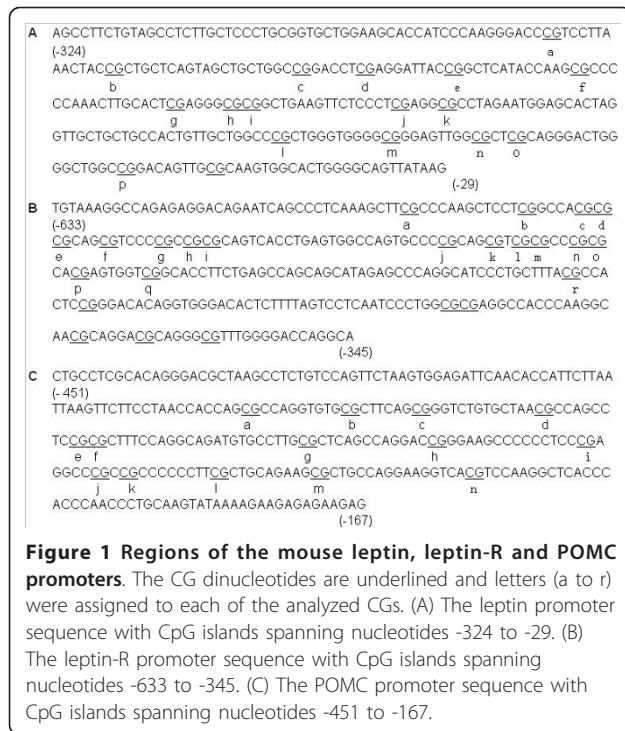 A AGCCTTCTGTAGCCTCTTGCTCCCTGCGGTGCTGGAAGCACCATCCCAAGGGACCCGTCCTTA
(-324) a
AACTACCGCTGCTCAGTAGCTGCTGGCCGGACCTCGAGGATTACCGGCTCATACCAAGCGCCC
b c d e f
CCAAACTTGCACTCGAGGGCGCGGCTGAAGTTCTCCCTCGAGGCGCCTAGAATGGAGCACTAG
g h i j k
GTTGCTGCTGCCACTGTTGCTGGCCCGCTGGGTGGGGCGGGAGTTGGCGCTCGCAGGGACTGG
l m n o
GGCTGGCCGGACAGTTGCGCAAGTGGCACTGGGGCAGTTATAAG
p (-29)
B TGTAAAGGCCAGAGAGGACAGAATCAGCCCTCAAAGCTTCGCCCAAGCTCCTCGGCCACGCG
(-633) a b c d
CGCAGCGTCCCCGCCGCGCAGTCACCTGAGTGGCCAGTGCCCCGCAGCGTCGCGCCCGCG
e f g h i j k l m n o
CACGAGTGGTCGGCACCTTCTGAGCCAGCAGCATAGAGCCCAGGCATCCCTGCTTTACGCCA
p q r
CTCCGGGACACAGGTGGGACACTCTTTTAGTCCTCAATCCCTGGCGCGAGGCCACCCAAGGC
AACGCAGGACGCAGGGCGTTTGGGGACCAGGCA
(-345)
C CTGCCTCGCACAGGGACGCTAAGCCTCTGTCCAGTTCTAAGTGGAGATTCAACACCATTCTTAA
(-451)
TTAAGTTCTTCCTAACCACCAGCGCCAGGTGTGCGCTTCAGCGGGTCTGTGCTAACGCCAGCC
a b c d
TCCGCGCTTTCCAGGCAGATGTGCCTTGCGCTCAGCCAGGACCGGGAAGCCCCCCTCCCGA
e f g h i
GGCCCGCCGCCCCCCTTCGCTGCAGAAGCGCTGCCAGGAAGGTCACGTCCAAGGCTCACCC
j k l m n
ACCCAACCCTGCAAGTATAAAAGAAGAGAGAAGAG
(-167)
Figure 1 Regions of the mouse leptin, leptin-R and POMC
promoters. The CG dinucleotides are underlined and letters (a to r)
were assigned to each of the analyzed CGs. (A) The leptin promoter
sequence with CpG islands spanning nucleotides -324 to -29. (B)
The leptin-R promoter sequence with CpG islands spanning
nucleotides -633 to -345. (C) The POMC promoter sequence with
CpG islands spanning nucleotides -451 to -167.